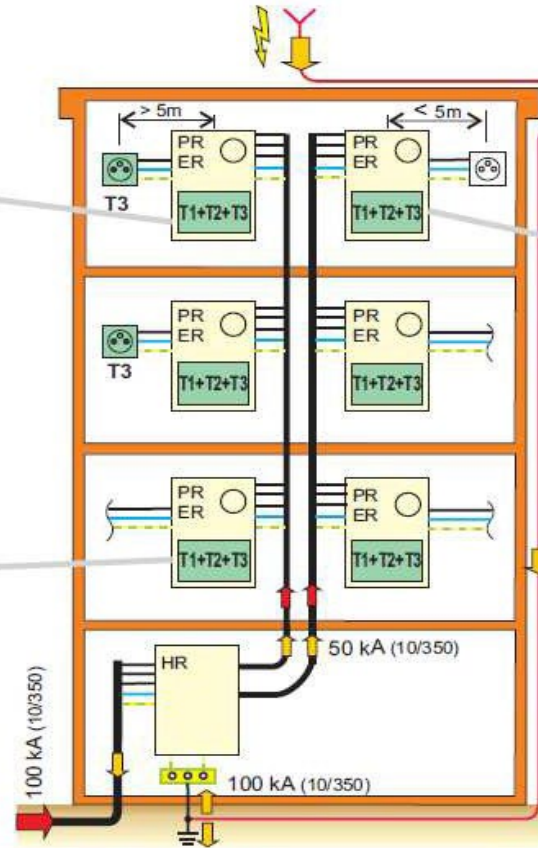 > 5m
< 5m
PR
ER
T1+T2+T3
T3
PR
ER
T1+T2+T3
PR
ER
T1+T2+T3
T3
PR
ER
T1+T2+T3
PR
ER
T1+T2+T3
PR
ER
T1+T2+T3
HR
50 kA (10/350)
100 kA (10/350)
100 kA (10/350)